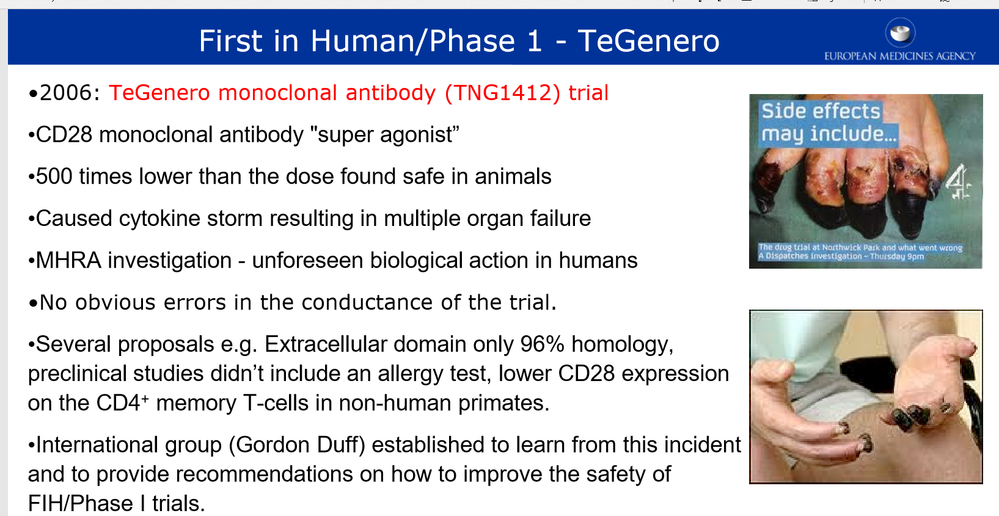 First in Human/Phase 1 - TeGenero
EUROPEAN MEDICINES AGENCY
•2006: TeGenero monoclonal antibody (TNG1412) trial
•CD28 monoclonal antibody "super agonist”
•500 times lower than the dose found safe in animals
•Caused cytokine storm resulting in multiple organ failure
•MHRA investigation - unforeseen biological action in humans
•No obvious errors in the conductance of the trial.
•Several proposals e.g. Extracellular domain only 96% homology,
preclinical studies didn’t include an allergy test, lower CD28 expression
on the CD4⁺ memory T-cells in non-human primates.
•International group (Gordon Duff) established to learn from this incident
and to provide recommendations on how to improve the safety of
FIH/Phase I trials.
Side effects
may include...
4
The drug trial at Northwick Park and what went wrong
A Dispatches investigation – Thursday 9pm